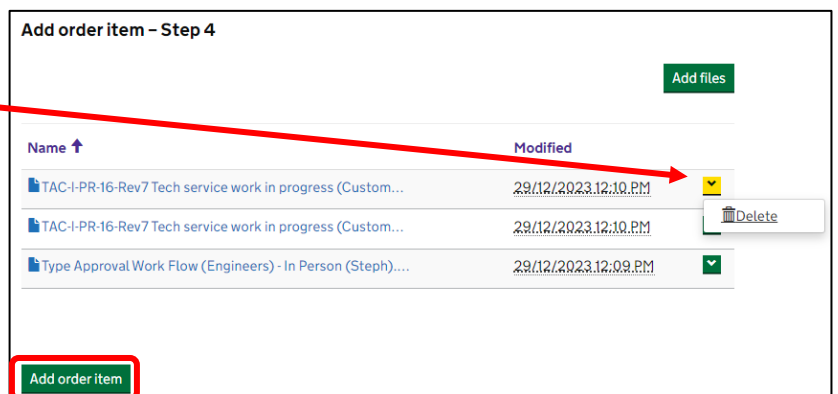 Add order item – Step 4
Add files
Name Modified
TAC-I-PR-16-Rev7 Tech service work in progress (Custom... 29/12/2023 12:10 PM
Delete
TAC-I-PR-16-Rev7 Tech service work in progress (Custom... 29/12/2023 12:10 PM
Type Approval Work Flow (Engineers) - In Person (Steph).... 29/12/2023 12:09 PM
Add order item